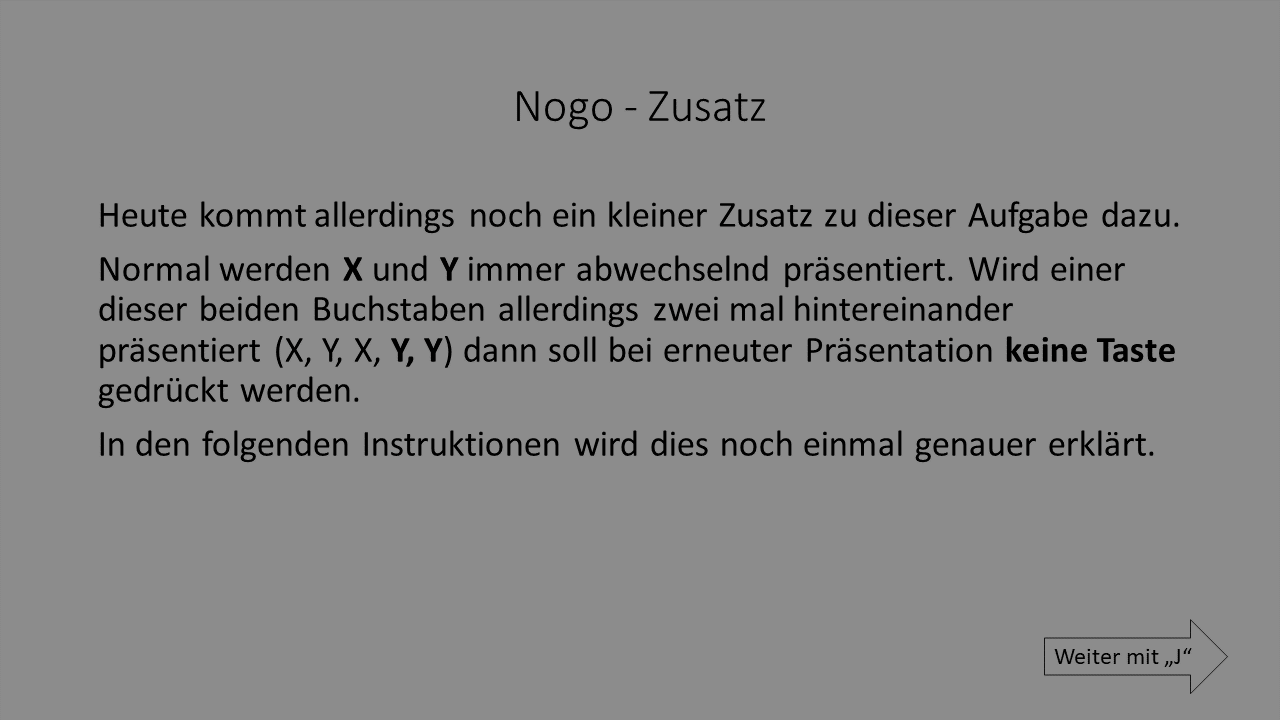 Nogo - Zusatz
Heute kommt allerdings noch ein kleiner Zusatz zu dieser Aufgabe dazu.
Normal werden X und Y immer abwechselnd präsentiert. Wird einer
dieser beiden Buchstaben allerdings zwei mal hintereinander
präsentiert (X, Y, X, Y, Y) dann soll bei erneuter Präsentation keine Taste
gedrückt werden.
In den folgenden Instruktionen wird dies noch einmal genauer erklärt.
Weiter mit „J“